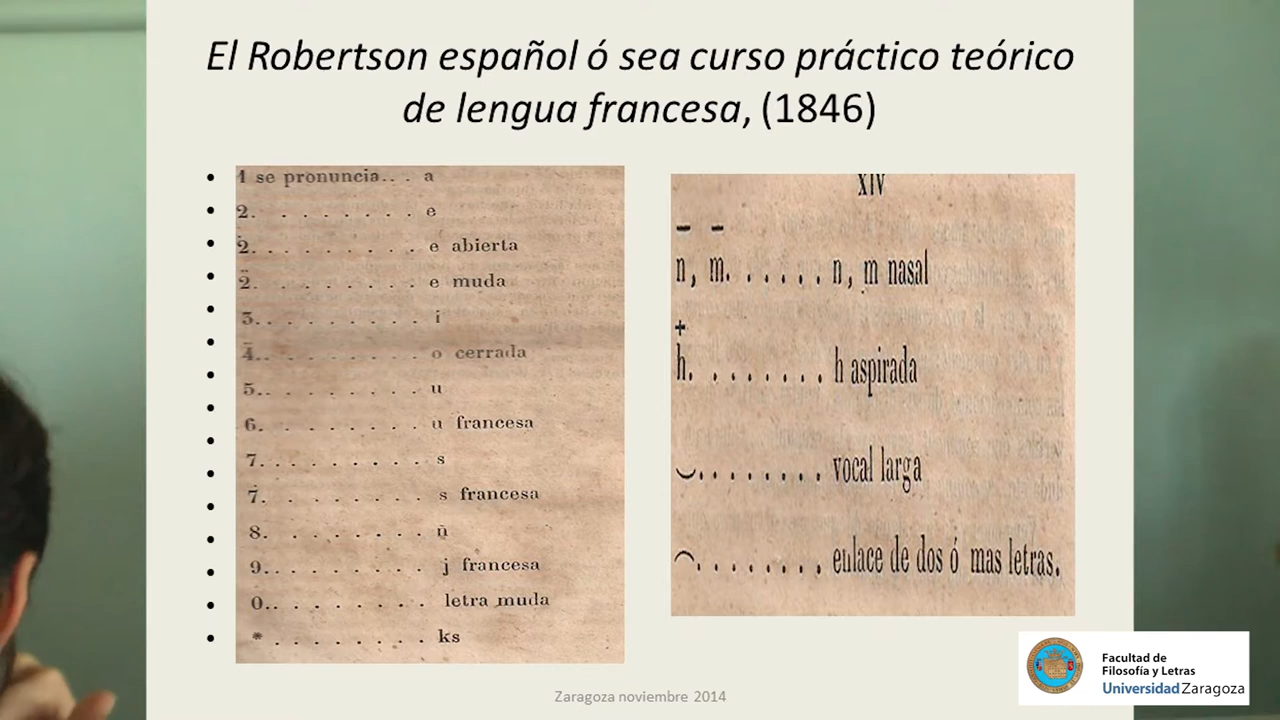 El Robertson español ó sea curso práctico teórico
de lengua francesa, (1846)
1 se pronuncia... a
2. . . . . . . . . e
2̇. . . . . . . . . e abierta
2̈. . . . . . . . . e muda
3. . . . . . . . . i
4̄. . . . . . . . . o cerrada
5. . . . . . . . . u
6. . . . . . . . . u francesa
7. . . . . . . . . s
7̇. . . . . . . . . s francesa
8. . . . . . . . . ñ
9. . . . . . . . . j francesa
0. . . . . . . . . letra muda
* . . . . . . . . . ks
XIV
– –
n, m. . . . . . n, m nasal
+
h. . . . . . . . h aspirada
⌣. . . . . . . . vocal larga
⌢. . . . . . . . enlace de dos ó mas letras.
Zaragoza noviembre 2014
Facultad de
Filosofía y Letras
Universidad Zaragoza